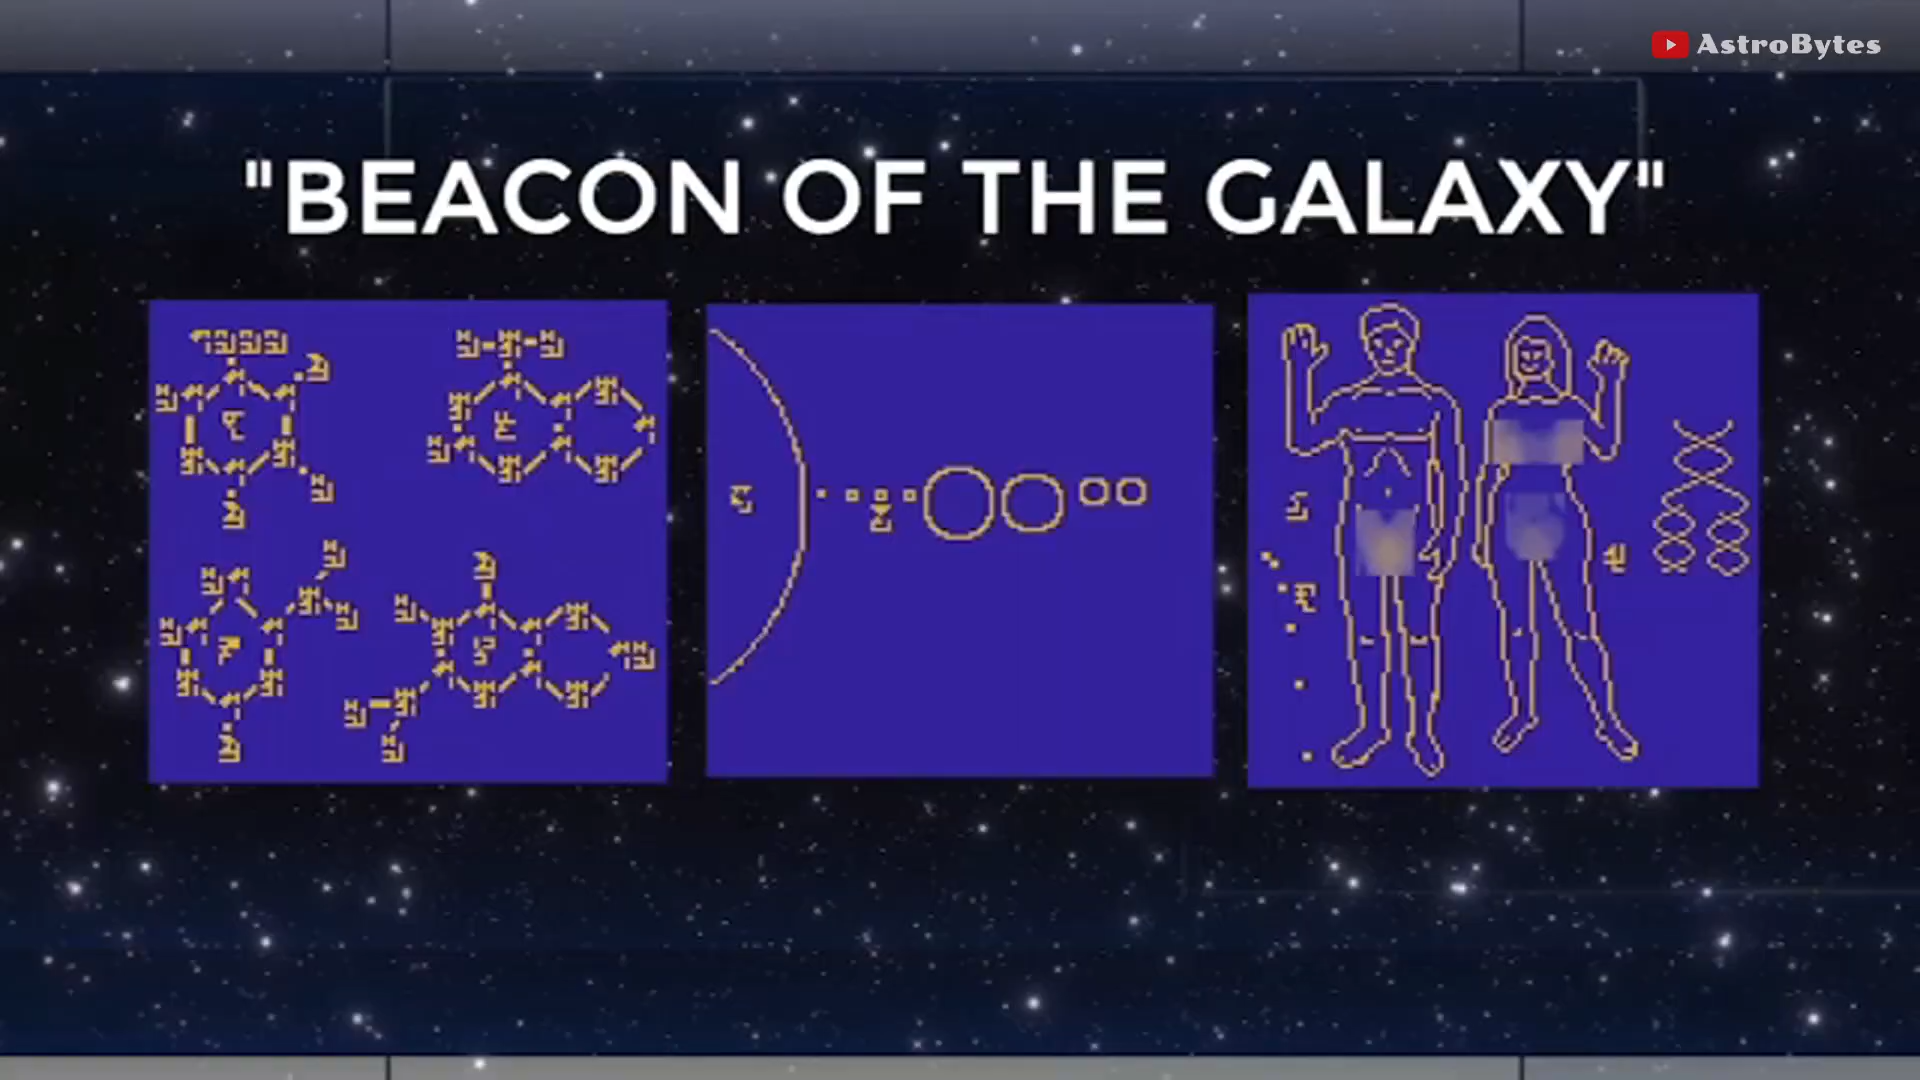 AstroBytes
"BEACON OF THE GALAXY"